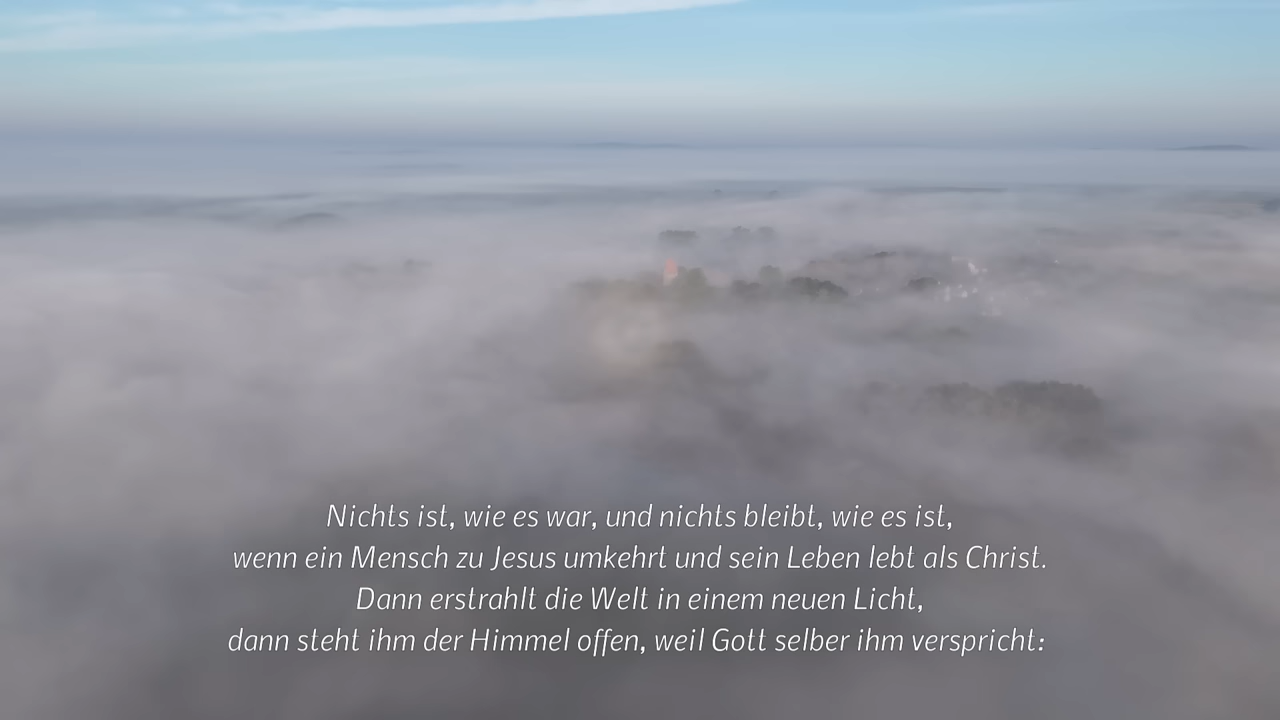 Nichts ist, wie es war, und nichts bleibt, wie es ist,
wenn ein Mensch zu Jesus umkehrt und sein Leben lebt als Christ.
Dann erstrahlt die Welt in einem neuen Licht,
dann steht ihm der Himmel offen, weil Gott selber ihm verspricht: